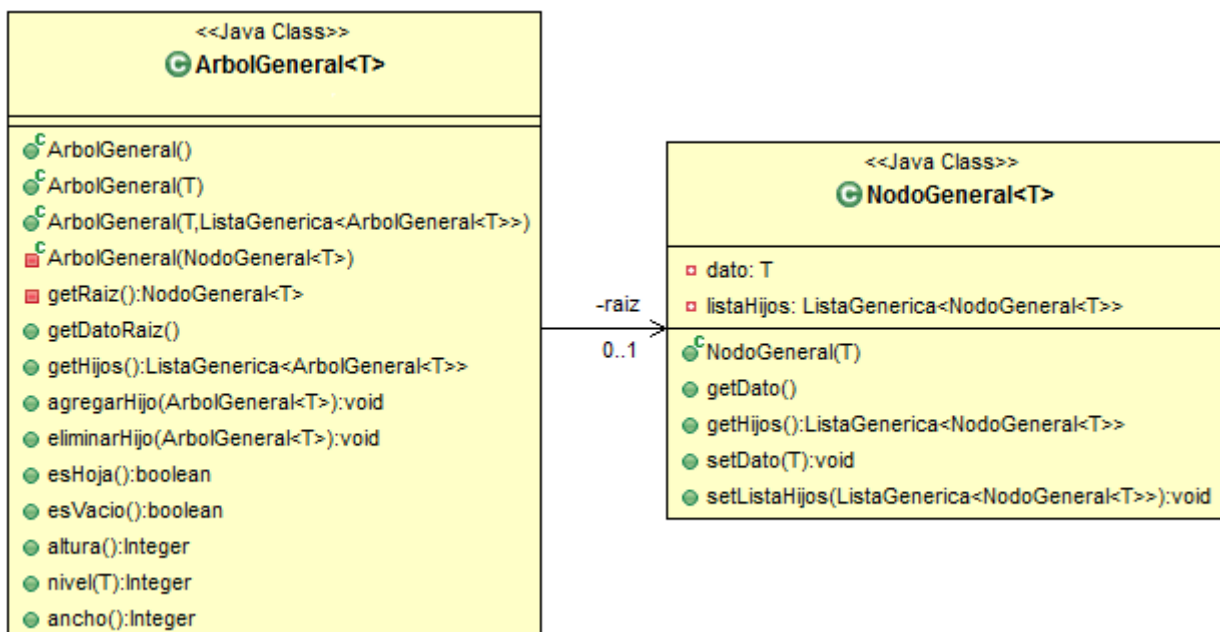 <<Java Class>>
ArbolGeneral<T>
ArbolGeneral()
ArbolGeneral(T)
ArbolGeneral(T,ListaGenerica<ArbolGeneral<T>>)
ArbolGeneral(NodoGeneral<T>)
getRaiz():NodoGeneral<T>
getDatoRaiz()
getHijos():ListaGenerica<ArbolGeneral<T>>
agregarHijo(ArbolGeneral<T>):void
eliminarHijo(ArbolGeneral<T>):void
esHoja():boolean
esVacio():boolean
altura():Integer
nivel(T):Integer
ancho():Integer
-raiz
0..1
<<Java Class>>
NodoGeneral<T>
dato: T
listaHijos: ListaGenerica<NodoGeneral<T>>
NodoGeneral(T)
getDato()
getHijos():ListaGenerica<NodoGeneral<T>>
setDato(T):void
setListaHijos(ListaGenerica<NodoGeneral<T>>):void